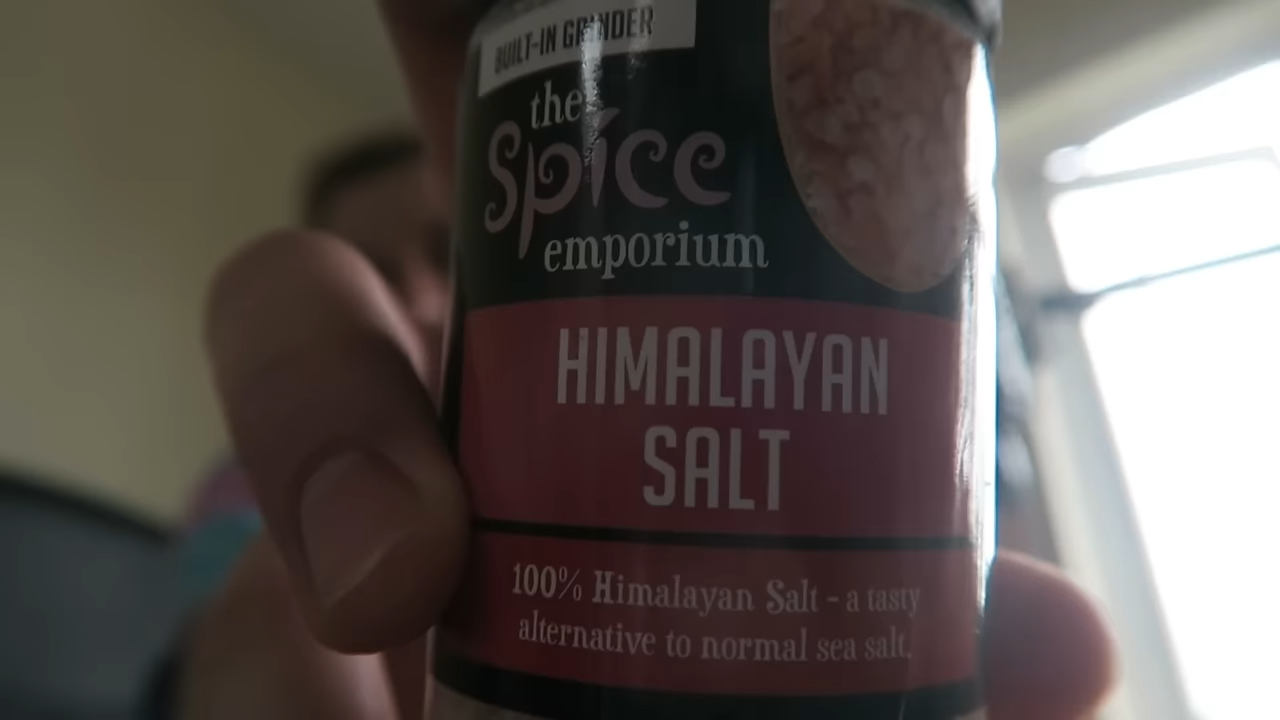 BUILT-IN GRINDER
the
Spice
emporium
HIMALAYAN
SALT
100% Himalayan Salt - a tasty
alternative to normal sea salt.